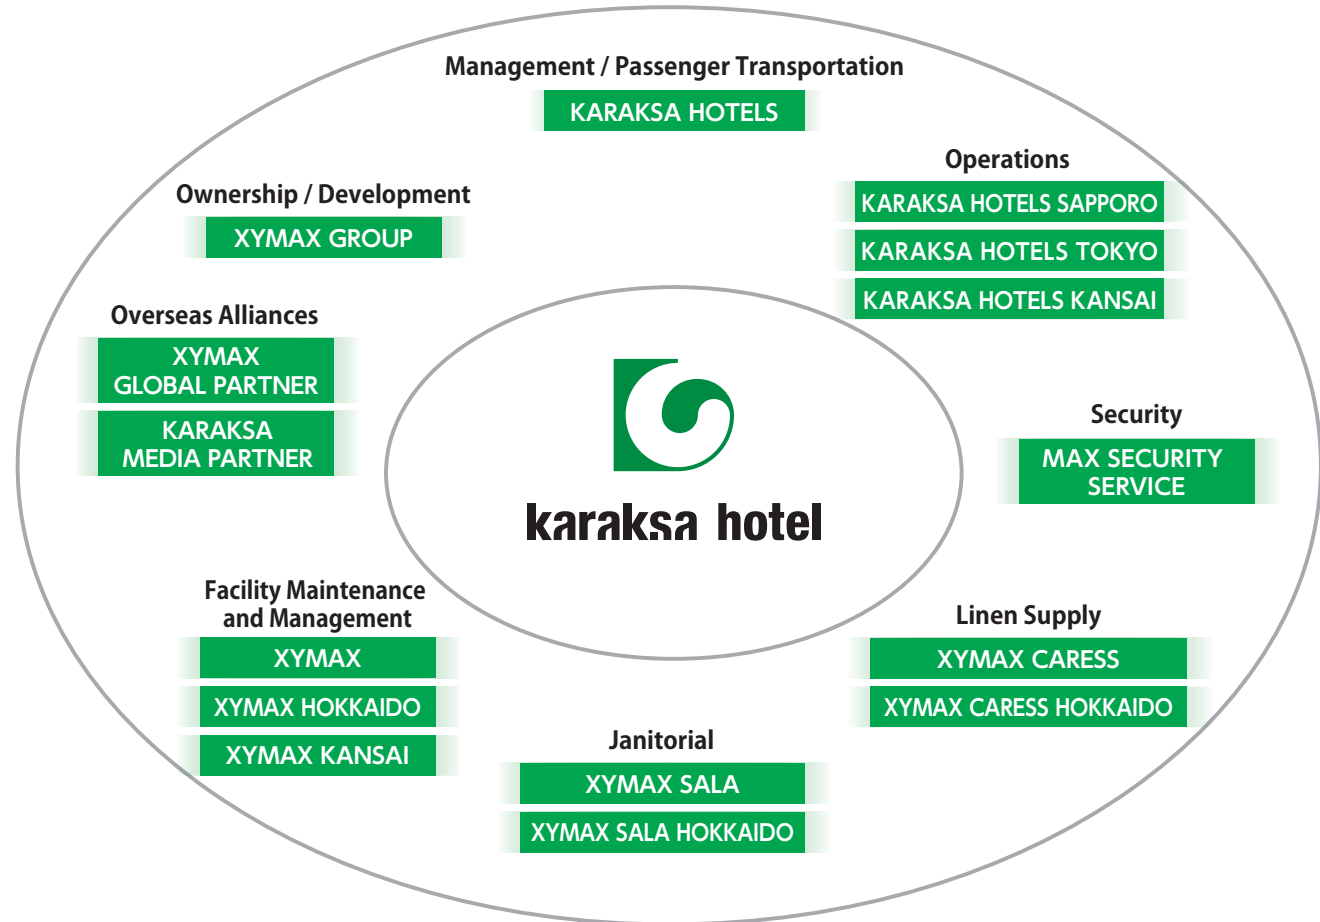 Management / Passenger Transportation
KARAKSA HOTELS
Operations
KARAKSA HOTELS SAPPORO
KARAKSA HOTELS TOKYO
KARAKSA HOTELS KANSAI
Ownership / Development
XYMAX GROUP
Overseas Alliances
XYMAX
GLOBAL PARTNER
KARAKSA
MEDIA PARTNER
karaksa hotel
Security
MAX SECURITY
SERVICE
Facility Maintenance
and Management
XYMAX
XYMAX HOKKAIDO
XYMAX KANSAI
Linen Supply
XYMAX CARESS
XYMAX CARESS HOKKAIDO
Janitorial
XYMAX SALA
XYMAX SALA HOKKAIDO